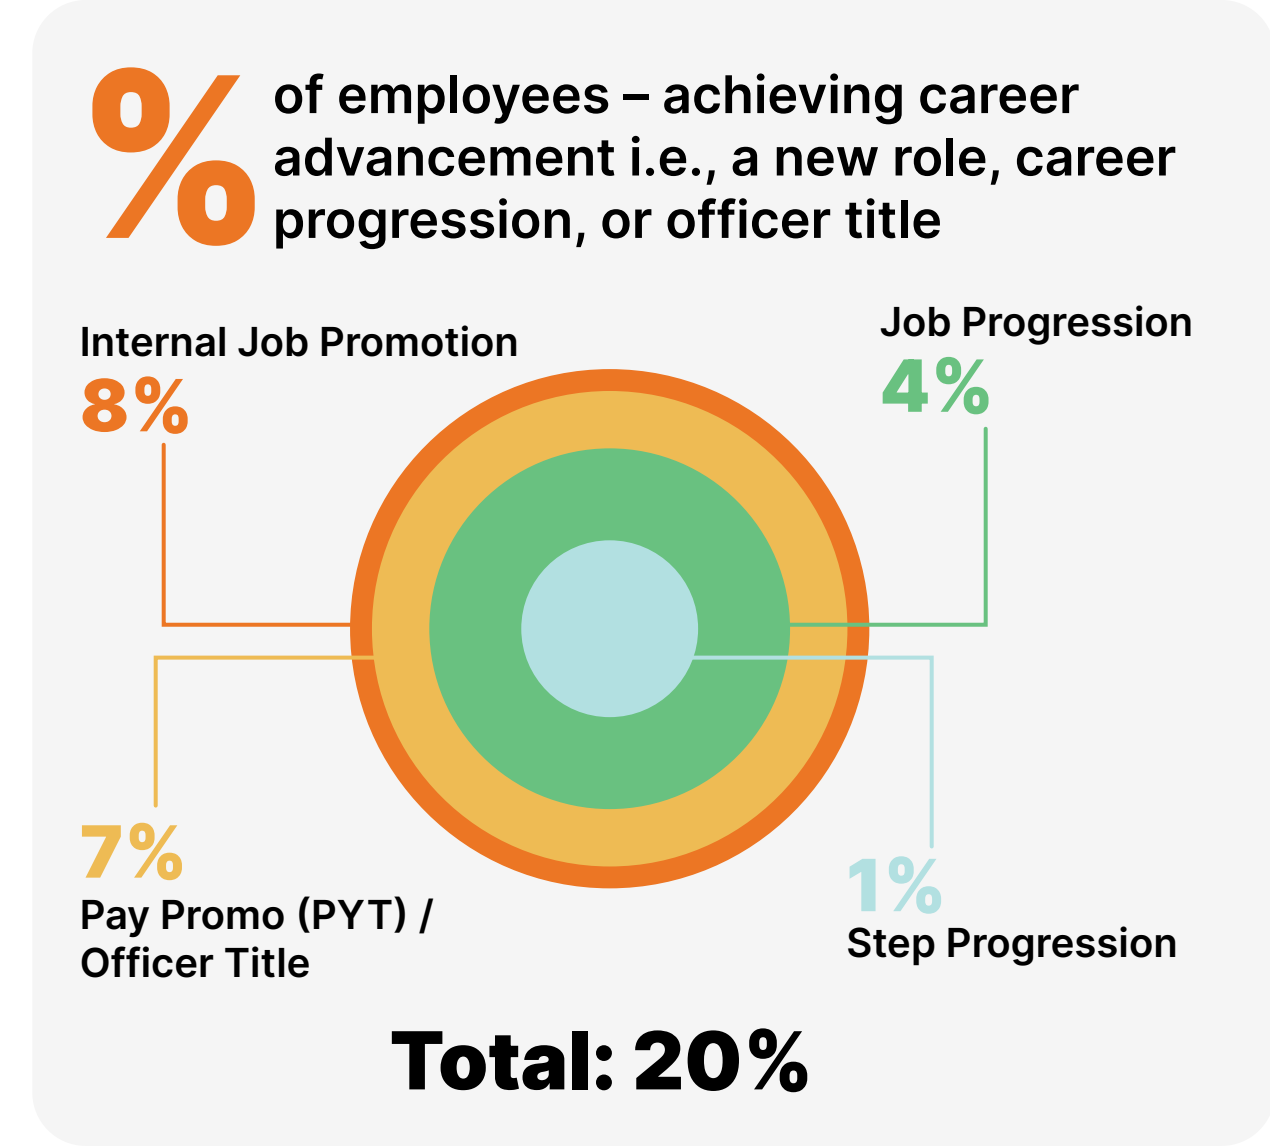 %
of employees – achieving career
advancement i.e., a new role, career
progression, or officer title
Internal Job Promotion
8%
Job Progression
4%
7%
Pay Promo (PYT) /
Officer Title
1%
Step Progression
Total: 20%